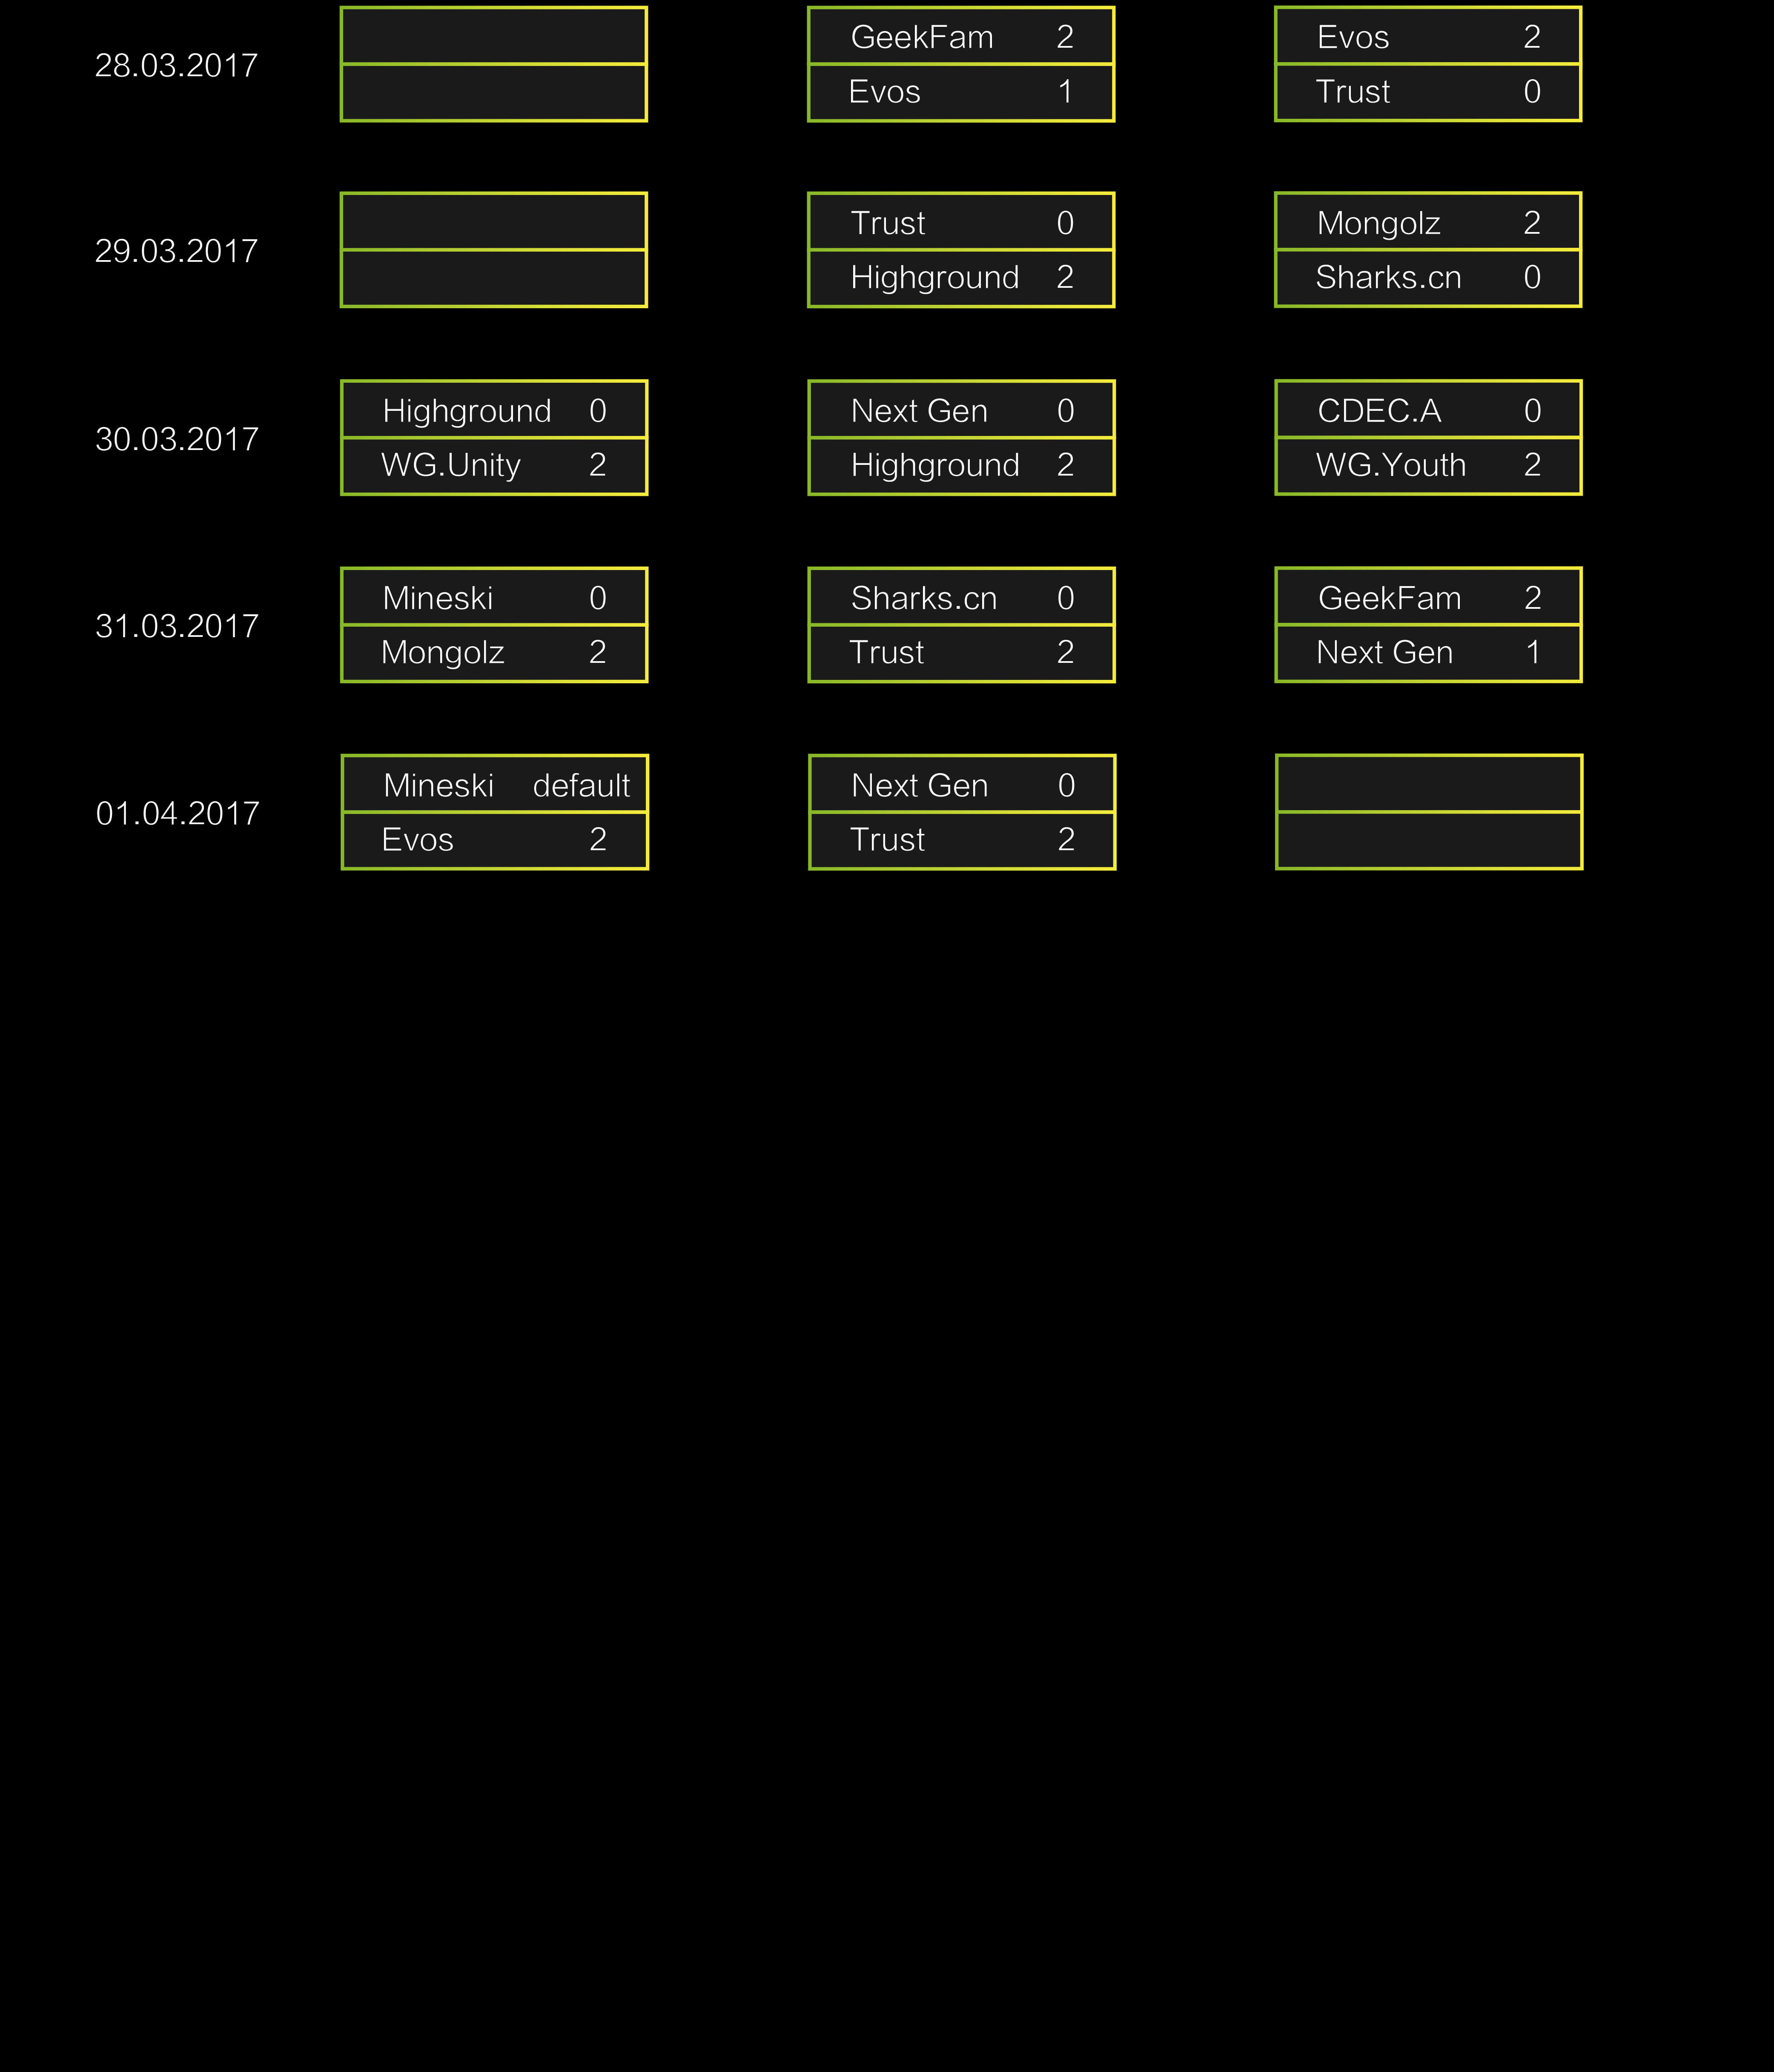 28.03.2017
GeekFam 2
Evos 1
Evos 2
Trust 0
29.03.2017
Trust 0
Highground 2
Mongolz 2
Sharks.cn 0
30.03.2017
Highground 0
WG.Unity 2
Next Gen 0
Highground 2
CDEC.A 0
WG.Youth 2
31.03.2017
Mineski 0
Mongolz 2
Sharks.cn 0
Trust 2
GeekFam 2
Next Gen 1
01.04.2017
Mineski default
Evos 2
Next Gen 0
Trust 2